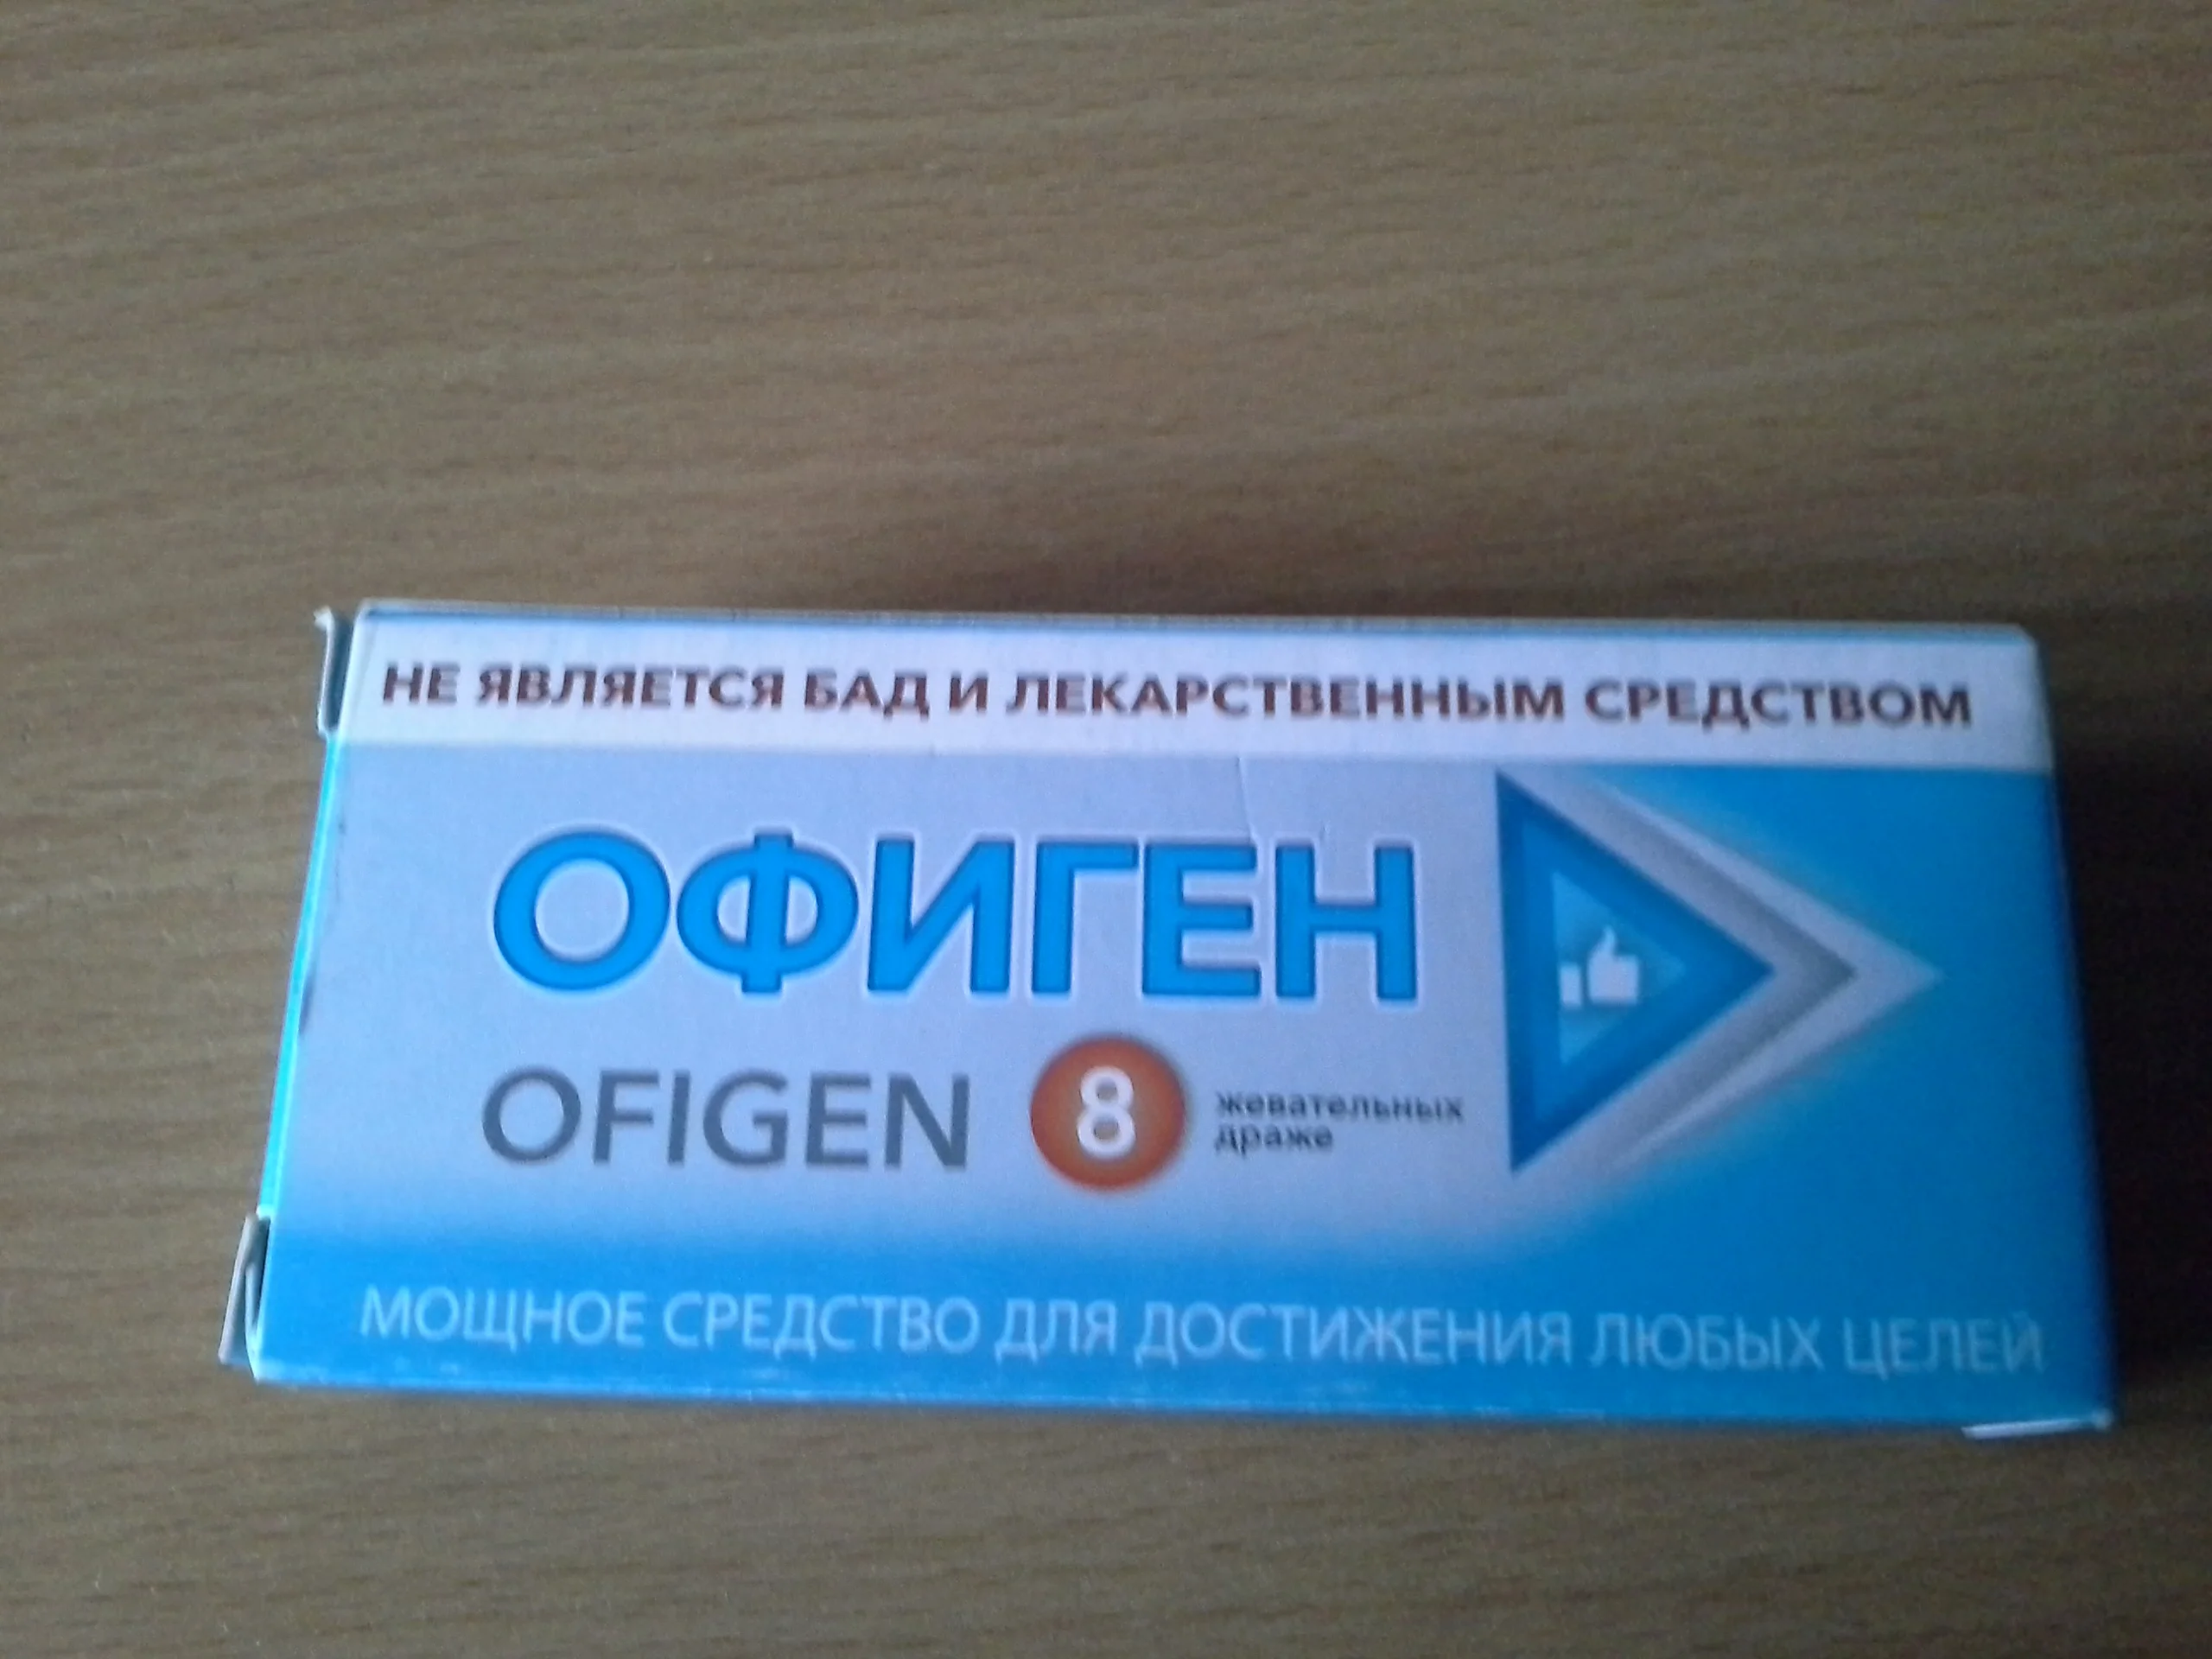 НЕ ЯВЛЯЕТСЯ БАД И ЛЕКАРСТВЕННЫМ СРЕДСТВОМ
ОФИГЕН
OFIGEN 8 жевательных
драже
МОЩНОЕ СРЕДСТВО ДЛЯ ДОСТИЖЕНИЯ ЛЮБЫХ ЦЕЛЕЙ